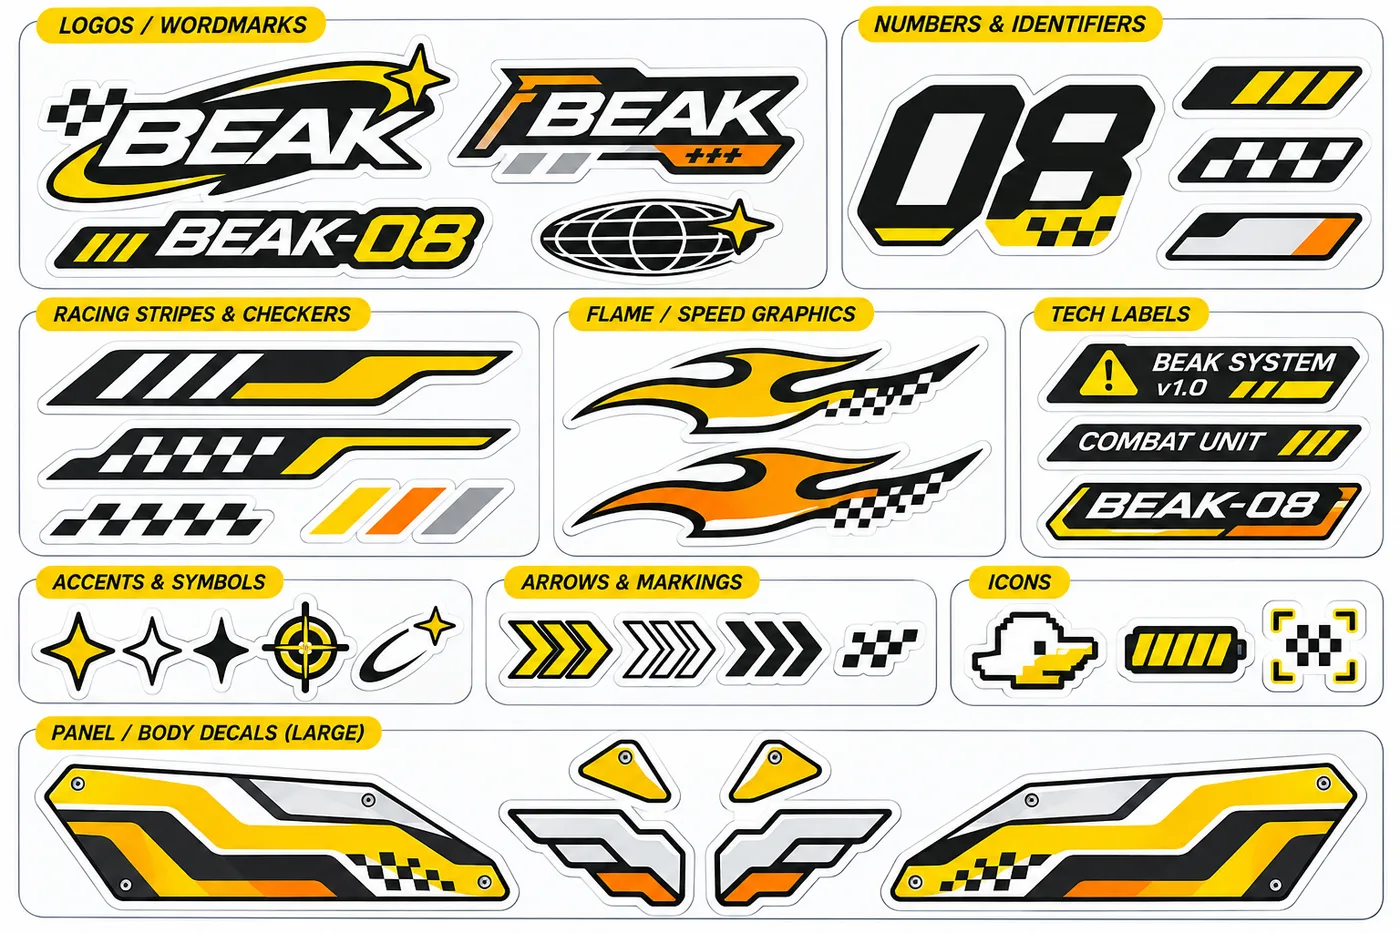 LOGOS / WORDMARKS
BEAK
BEAK
+++
BEAK-08
NUMBERS & IDENTIFIERS
08
RACING STRIPES & CHECKERS
FLAME / SPEED GRAPHICS
TECH LABELS
! BEAK SYSTEM
v1.0
COMBAT UNIT
BEAK-08
ACCENTS & SYMBOLS
ARROWS & MARKINGS
ICONS
PANEL / BODY DECALS (LARGE)